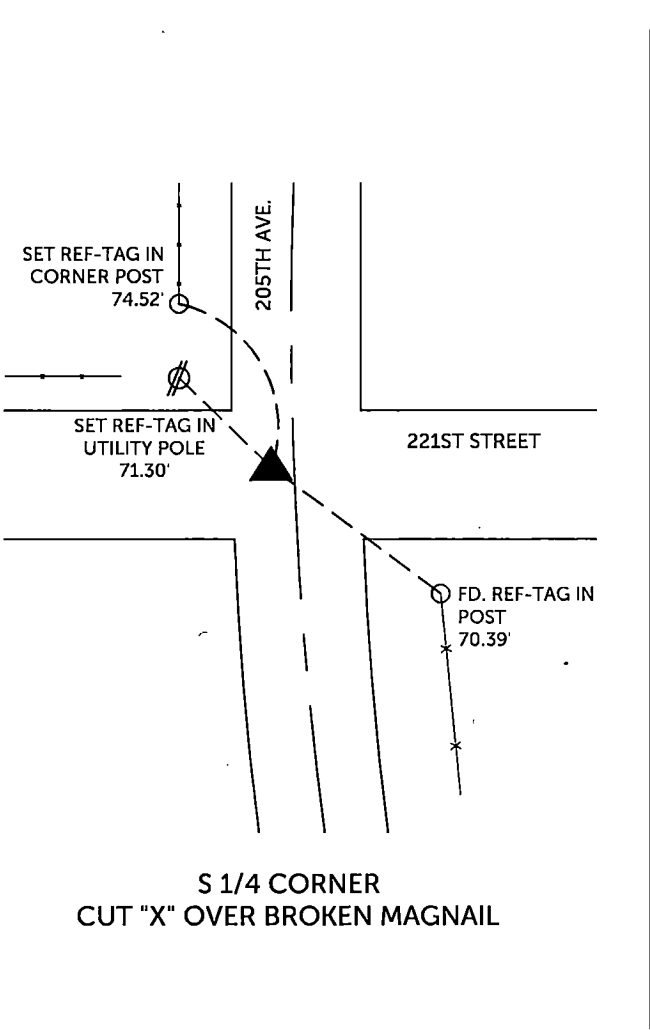 205TH AVE.
SET REF-TAG IN
CORNER POST
74.52'
SET REF-TAG IN
UTILITY POLE
71.30'
221ST STREET
FD. REF-TAG IN
POST
70.39'
S 1/4 CORNER
CUT "X" OVER BROKEN MAGNAIL